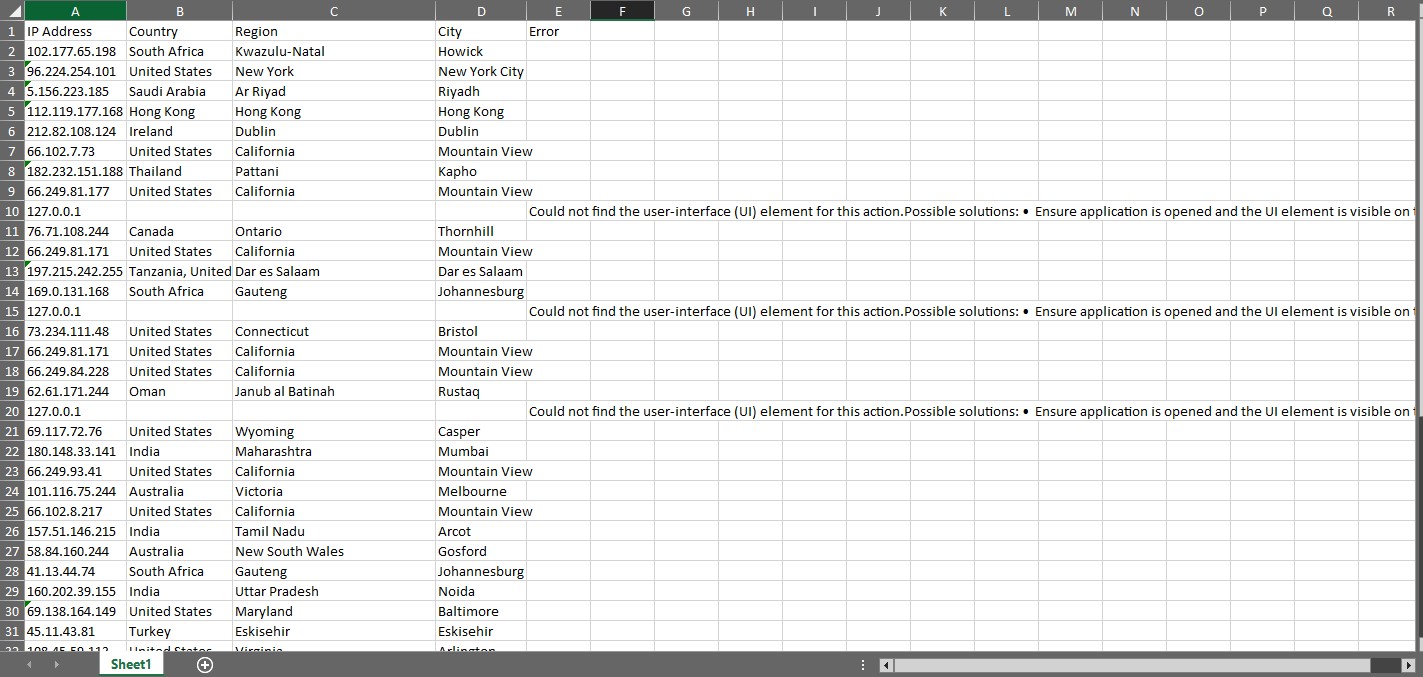 A B C D E F G H I J K L M N O P Q R
1 IP Address Country Region City Error
2 102.177.65.198 South Africa Kwazulu-Natal Howick
3 96.224.254.101 United States New York New York City
4 5.156.223.185 Saudi Arabia Ar Riyad Riyadh
5 112.119.177.168 Hong Kong Hong Kong Hong Kong
6 212.82.108.124 Ireland Dublin Dublin
7 66.102.7.73 United States California Mountain View
8 182.232.151.188 Thailand Pattani Kapho
9 66.249.81.177 United States California Mountain View
10 127.0.0.1 Could not find the user-interface (UI) element for this action.Possible solutions: • Ensure application is opened and the UI element is visible on
11 76.71.108.244 Canada Ontario Thornhill
12 66.249.81.171 United States California Mountain View
13 197.215.242.255 Tanzania, United Dar es Salaam Dar es Salaam
14 169.0.131.168 South Africa Gauteng Johannesburg
15 127.0.0.1 Could not find the user-interface (UI) element for this action.Possible solutions: • Ensure application is opened and the UI element is visible on
16 73.234.111.48 United States Connecticut Bristol
17 66.249.81.171 United States California Mountain View
18 66.249.84.228 United States California Mountain View
19 62.61.171.244 Oman Janub al Batinah Rustaq
20 127.0.0.1 Could not find the user-interface (UI) element for this action.Possible solutions: • Ensure application is opened and the UI element is visible on
21 69.117.72.76 United States Wyoming Casper
22 180.148.33.141 India Maharashtra Mumbai
23 66.249.93.41 United States California Mountain View
24 101.116.75.244 Australia Victoria Melbourne
25 66.102.8.217 United States California Mountain View
26 157.51.146.215 India Tamil Nadu Arcot
27 58.84.160.244 Australia New South Wales Gosford
28 41.13.44.74 South Africa Gauteng Johannesburg
29 160.202.39.155 India Uttar Pradesh Noida
30 69.138.164.149 United States Maryland Baltimore
31 45.11.43.81 Turkey Eskisehir Eskisehir
32 United States Virginia Arlington
Sheet1